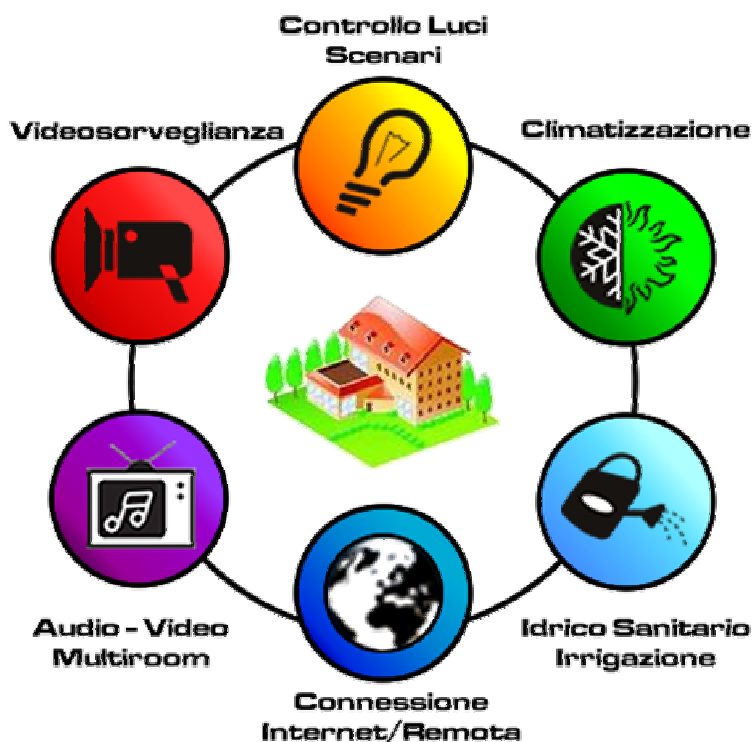 Controllo Luci
Scenari
Videosorveglianza
Climatizzazione
Audio - Video
Multiroom
Idrico Sanitario
Irrigazione
Connessione
Internet/Remota